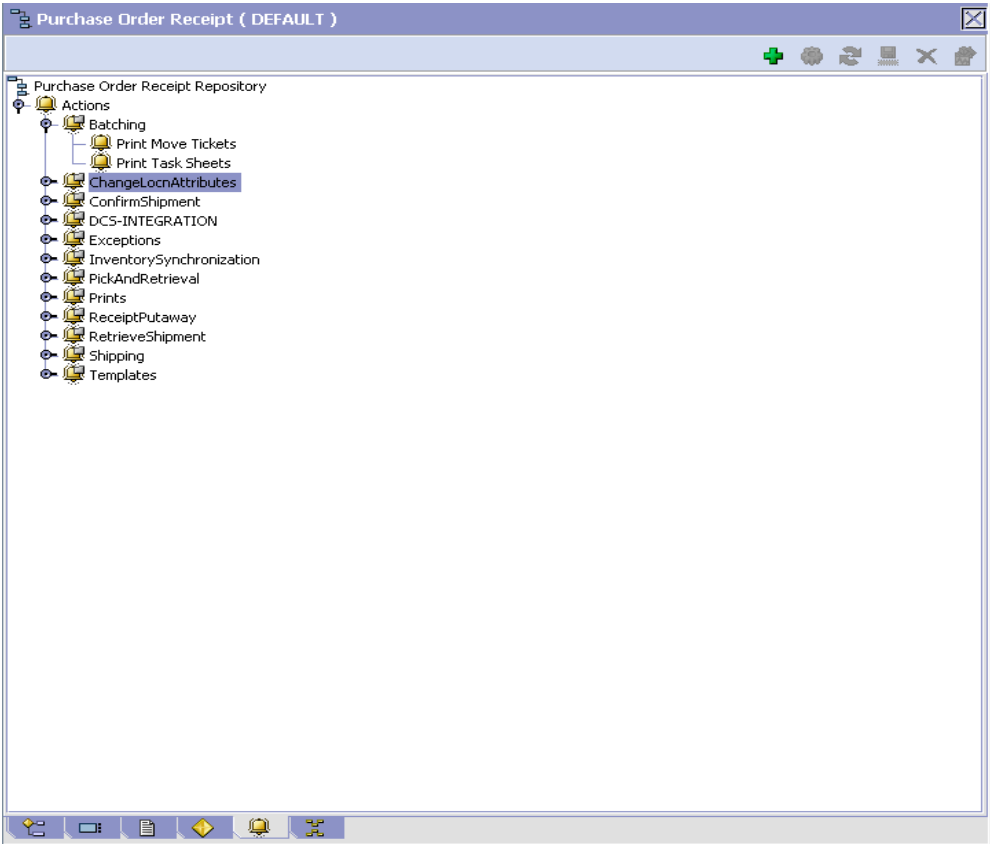 Purchase Order Receipt ( DEFAULT )
Purchase Order Receipt Repository
Actions
Batching
Print Move Tickets
Print Task Sheets
ChangeLocnAttributes
ConfirmShipment
DCS-INTEGRATION
Exceptions
InventorySynchronization
PickAndRetrieval
Prints
ReceiptPutaway
RetrieveShipment
Shipping
Templates